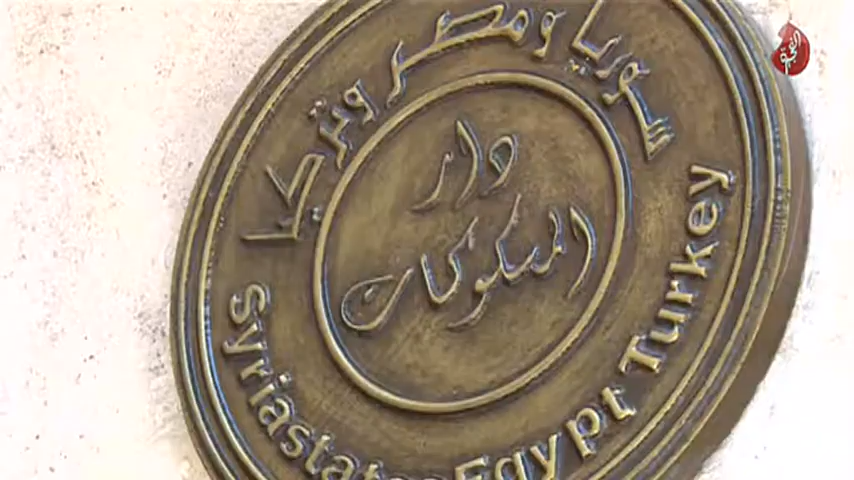 سوريا ومصر وتركيا
دار
المسكوكات
Syriastates Egypt Turkey